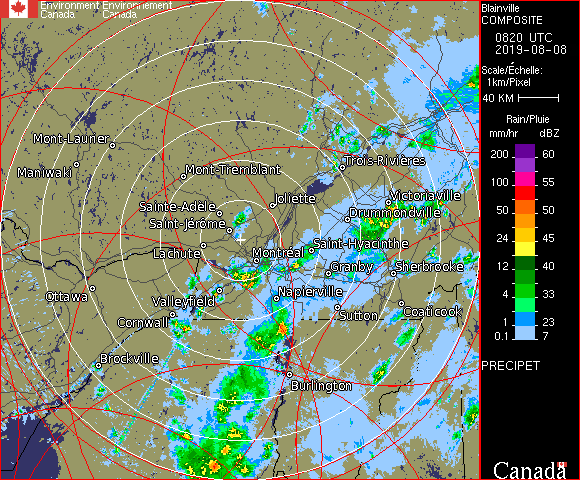 Environment Environnement
Canada Canada
Blainville
COMPOSITE
0820 UTC
2019-08-08
Scale/Échelle:
1km/Pixel
40 KM
Rain/Pluie
mm/hr dBZ
200 60
150 57
100 55
50 50
24 45
12 40
4 33
1 23
0.1 7
PRECIPET
Mont-Laurier
Maniwaki
Mont-Tremblant
Trois-Rivières
Sainte-Adèle
Joliette
Victoriaville
Saint-Jérôme
Drummondville
Lachute
Montréal
Saint-Hyacinthe
Granby
Sherbrooke
Ottawa
Valleyfield
Napierville
Cornwall
Sutton
Coaticook
Brockville
Burlington
Canada